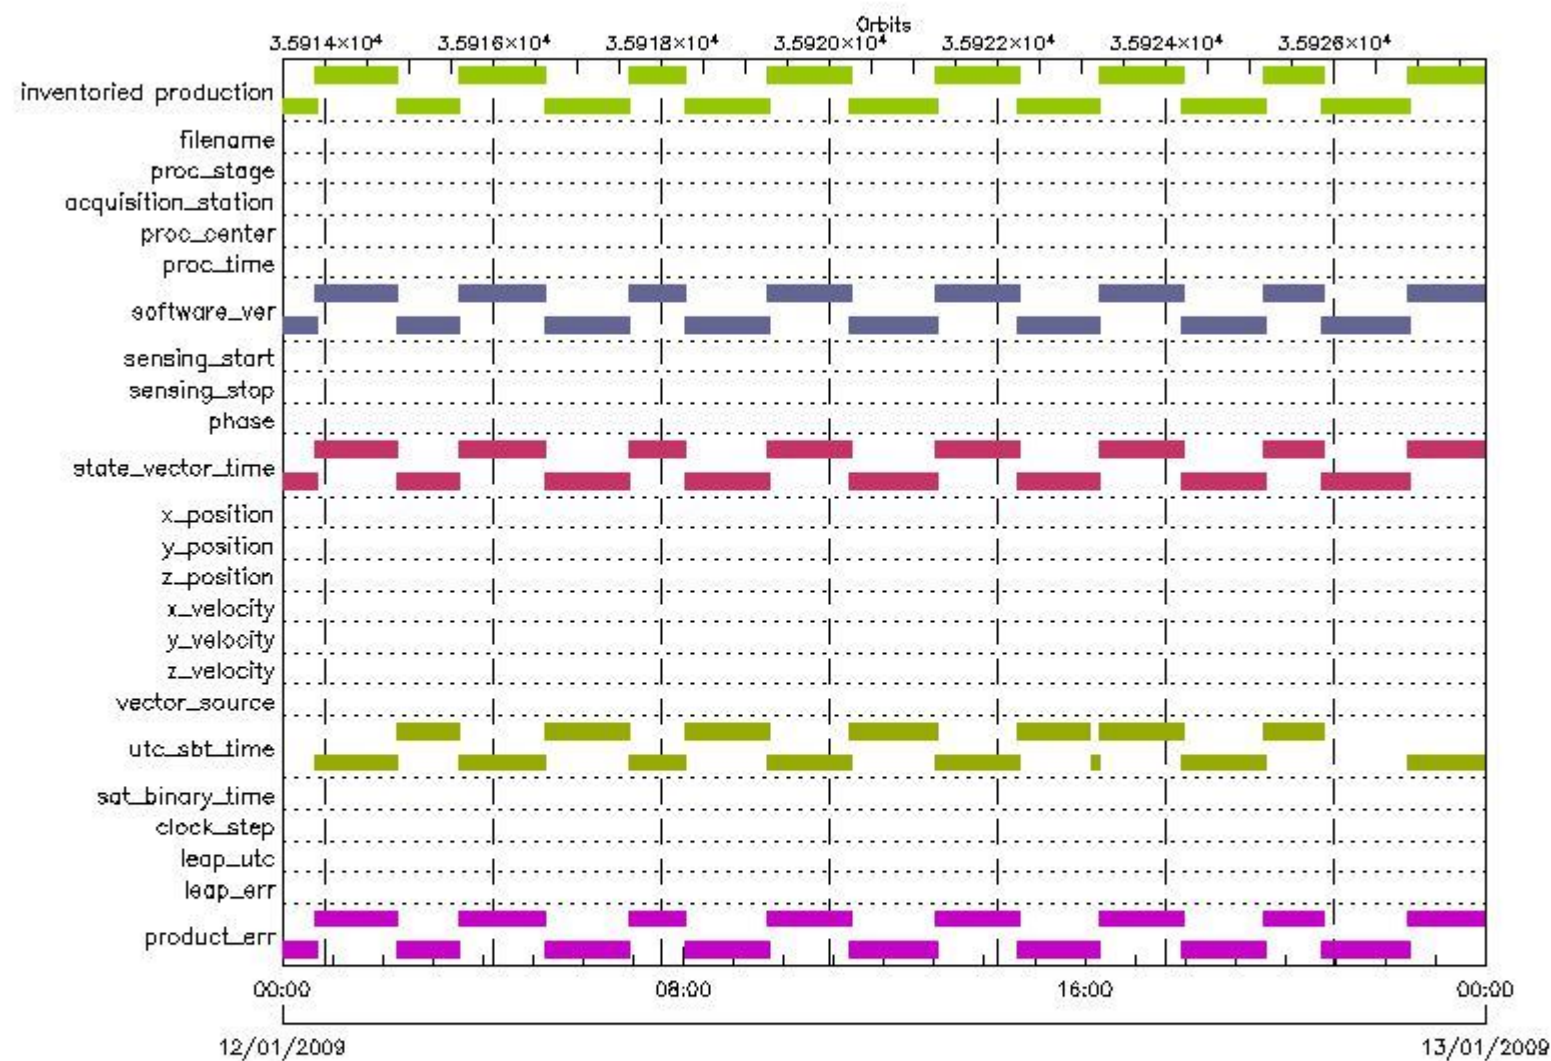 Orbits
3.5914×10⁴ 3.5916×10⁴ 3.5918×10⁴ 3.5920×10⁴ 3.5922×10⁴ 3.5924×10⁴ 3.5926×10⁴
inventoried production
filename
proc_stage
acquisition_station
proc_center
proc_time
software_ver
sensing_start
sensing_stop
phase
state_vector_time
x_position
y_position
z_position
x_velocity
y_velocity
z_velocity
vector_source
utc_sbt_time
sat_binary_time
clock_step
leap_utc
leap_err
product_err
00:00 08:00 16:00 00:00
12/01/2009 13/01/2009